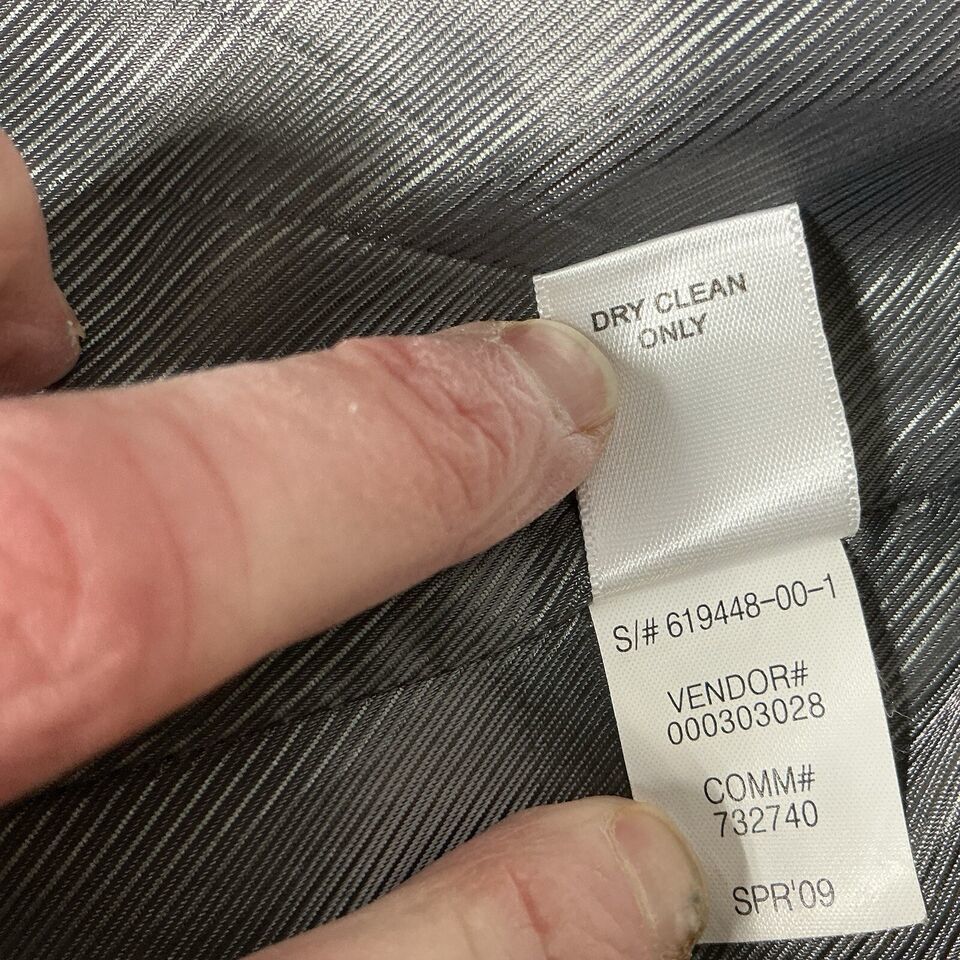 DRY CLEAN
ONLY
S/# 619448-00-1
VENDOR#
000303028
COMM#
732740
SPR'09